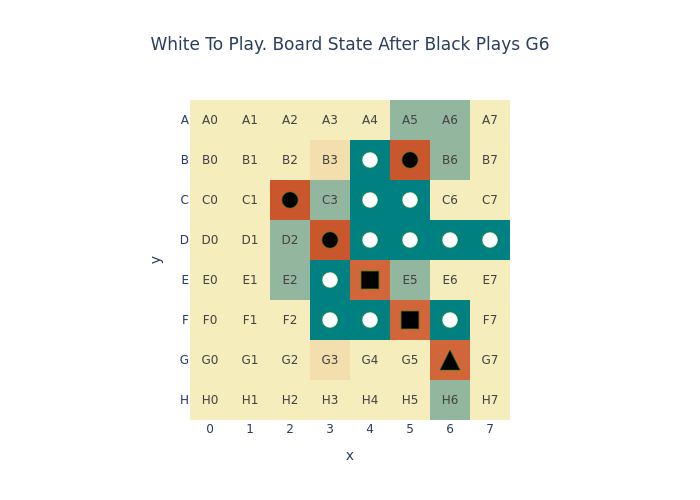 White To Play. Board State After Black Plays G6
A A0 A1 A2 A3 A4 A5 A6 A7
B B0 B1 B2 B3 B6 B7
C C0 C1 C3 C6 C7
D D0 D1 D2
E E0 E1 E2 E5 E6 E7
F F0 F1 F2 F7
G G0 G1 G2 G3 G4 G5 G7
H H0 H1 H2 H3 H4 H5 H6 H7
0 1 2 3 4 5 6 7
x
y